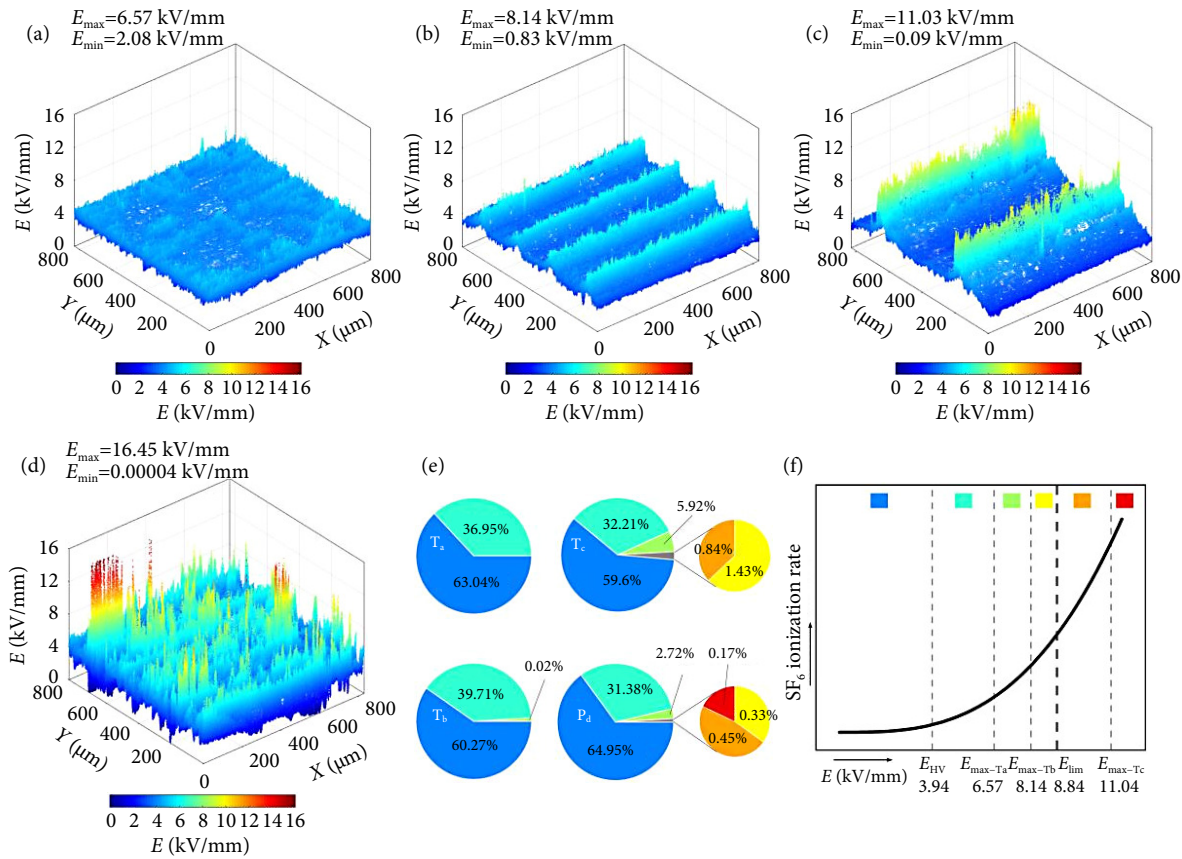 (a)
E_max=6.57 kV/mm
E_min=2.08 kV/mm
16
12
8
4
0
E (kV/mm)
800
600
400
200
Y (μm)
0
200
400
600
800
X (μm)
0 2 4 6 8 10 12 14 16
E (kV/mm)
(b)
E_max=8.14 kV/mm
E_min=0.83 kV/mm
16
12
8
4
0
E (kV/mm)
800
600
400
200
Y (μm)
0
200
400
600
800
X (μm)
0 2 4 6 8 10 12 14 16
E (kV/mm)
(c)
E_max=11.03 kV/mm
E_min=0.09 kV/mm
16
12
8
4
0
E (kV/mm)
800
600
400
200
Y (μm)
0
200
400
600
800
X (μm)
0 2 4 6 8 10 12 14 16
E (kV/mm)
(d)
E_max=16.45 kV/mm
E_min=0.00004 kV/mm
16
12
8
4
0
E (kV/mm)
800
600
400
200
Y (μm)
0
200
400
600
800
X (μm)
0 2 4 6 8 10 12 14 16
E (kV/mm)
(e)
36.95%
T_a
63.04%
32.21%
5.92%
T_c
59.6%
0.84%
1.43%
39.71%
0.02%
T_b
60.27%
31.38%
2.72%
0.17%
P_d
64.95%
0.33%
0.45%
(f)
SF_6 ionization rate
E (kV/mm)
E_HV
3.94
E_max–Ta
6.57
E_max–Tb
8.14
E_lim
8.84
E_max–Tc
11.04